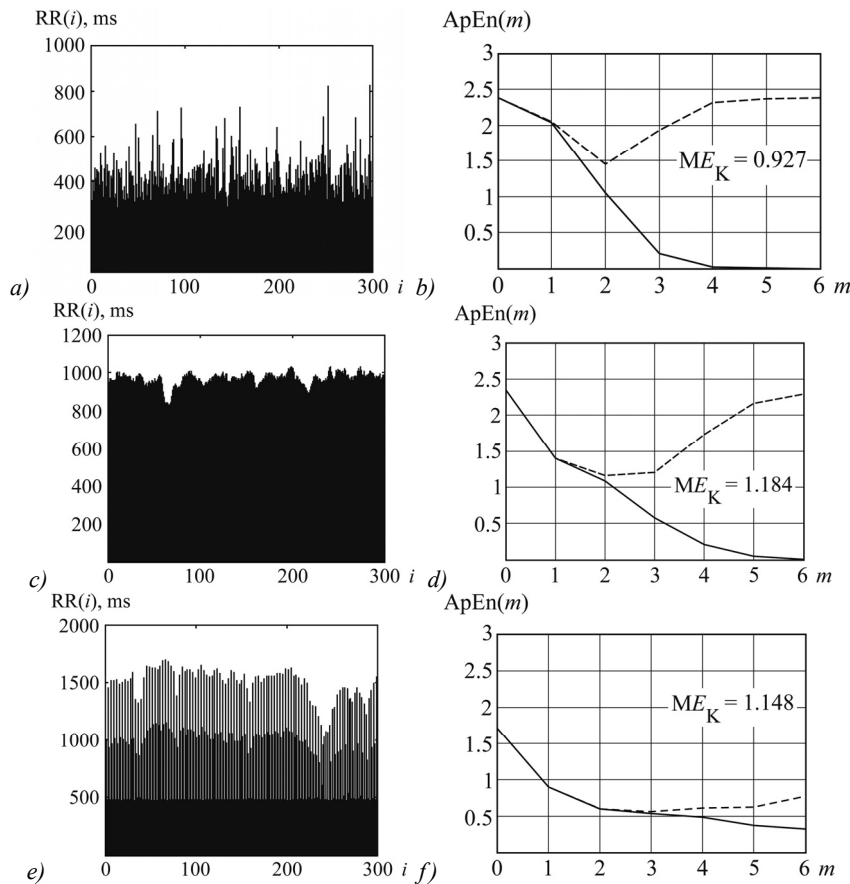 RR(i), ms
1000
800
600
400
200
0
100
200
300
i
a)
ApEn(m)
3
2.5
2
1.5
1
0.5
ME_K = 0.927
0 1 2 3 4 5 6 m
b)
RR(i), ms
1200
1000
800
600
400
200
0
100
200
300
i
c)
ApEn(m)
3
2.5
2
1.5
1
0.5
ME_K = 1.184
0 1 2 3 4 5 6 m
d)
RR(i), ms
2000
1500
1000
500
0
100
200
300
i
e)
ApEn(m)
3
2.5
2
1.5
1
0.5
ME_K = 1.148
0 1 2 3 4 5 6 m
f)